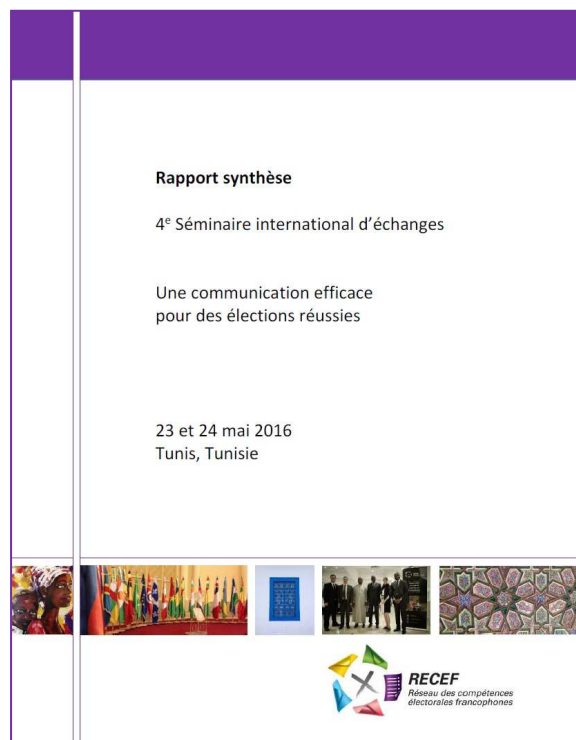 Rapport synthèse
4e Séminaire international d'échanges
Une communication efficace
pour des élections réussies
23 et 24 mai 2016
Tunis, Tunisie
RECEF
Réseau des compétences
électorales francophones